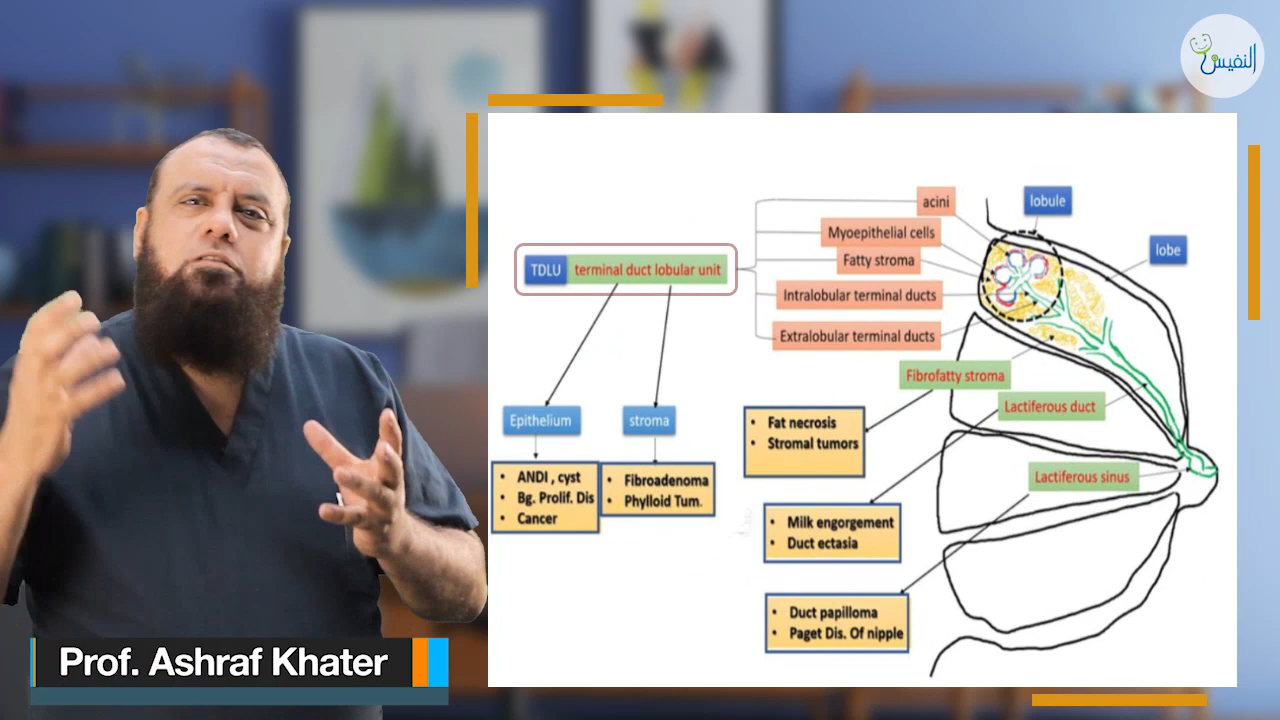 النفيس
acini
lobule
Myoepithelial cells
Fatty stroma
lobe
TDLU terminal duct lobular unit
Intralobular terminal ducts
Extralobular terminal ducts
Fibrofatty stroma
Lactiferous duct
Epithelium
stroma
• Fat necrosis
• Stromal tumors
• ANDI , cyst
• Bg. Prolif. Dis
• Cancer
• Fibroadenoma
• Phylloid Tum.
Lactiferous sinus
• Milk engorgement
• Duct ectasia
• Duct papilloma
• Paget Dis. Of nipple
Prof. Ashraf Khater